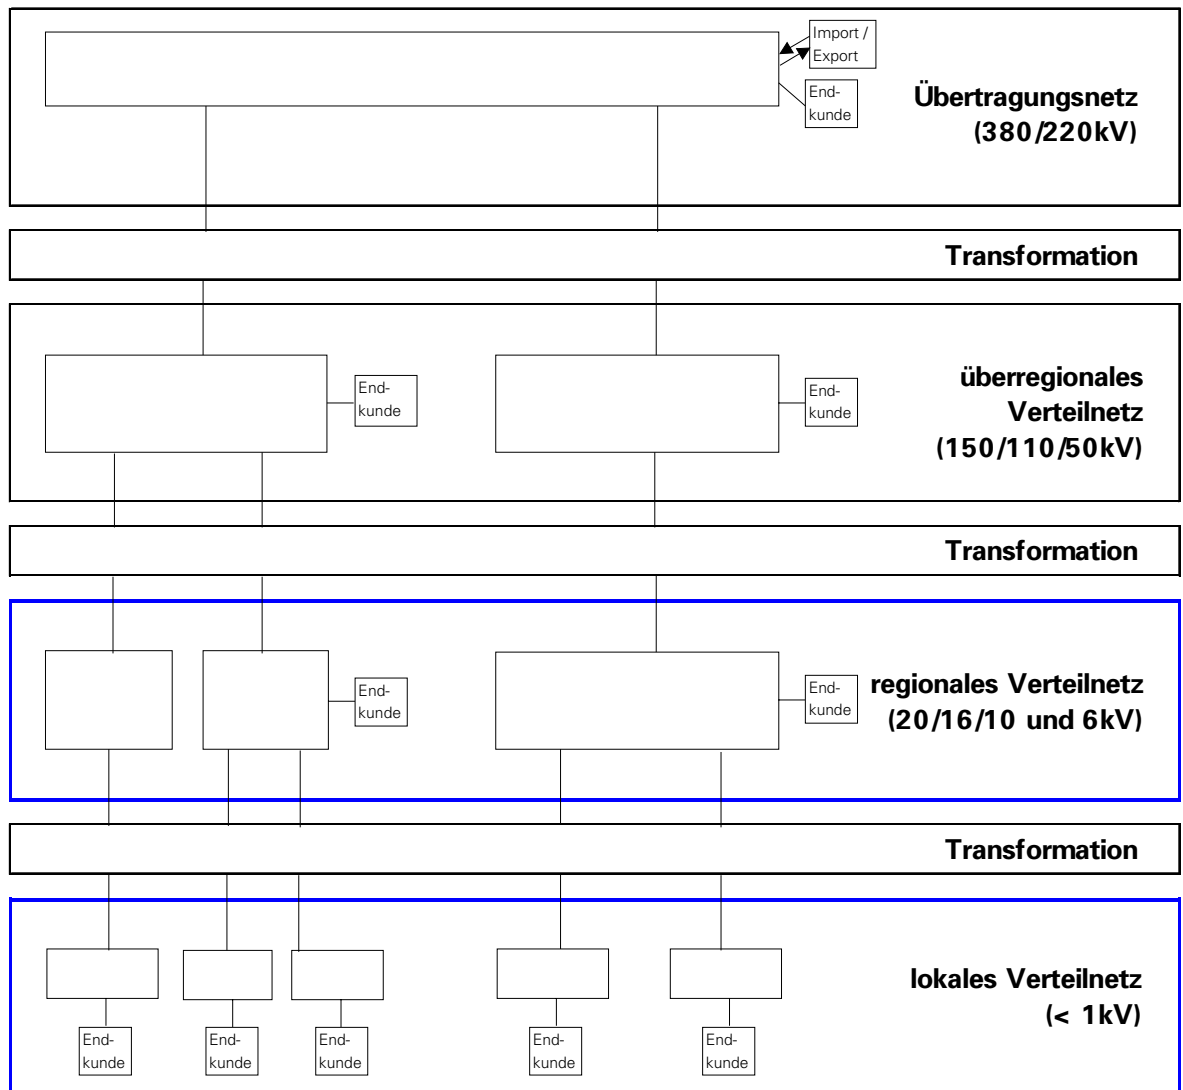 Import /
Export
End-
kunde
Übertragungsnetz
(380/220kV)
Transformation
End-
kunde
End-
kunde
überregionales
Verteilnetz
(150/110/50kV)
Transformation
End-
kunde
End-
kunde
regionales Verteilnetz
(20/16/10 und 6kV)
Transformation
lokales Verteilnetz
(< 1kV)
End-
kunde
End-
kunde
End-
kunde
End-
kunde
End-
kunde